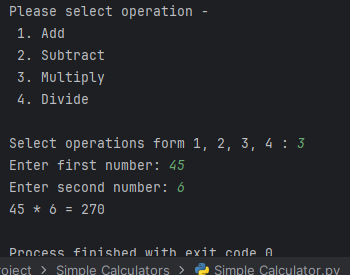 Please select operation -
1. Add
2. Subtract
3. Multiply
4. Divide
Select operations form 1, 2, 3, 4 : 3
Enter first number: 45
Enter second number: 6
45 * 6 = 270
Process finished with exit code 0
roject > Simple Calculators > Simple Calculator.py